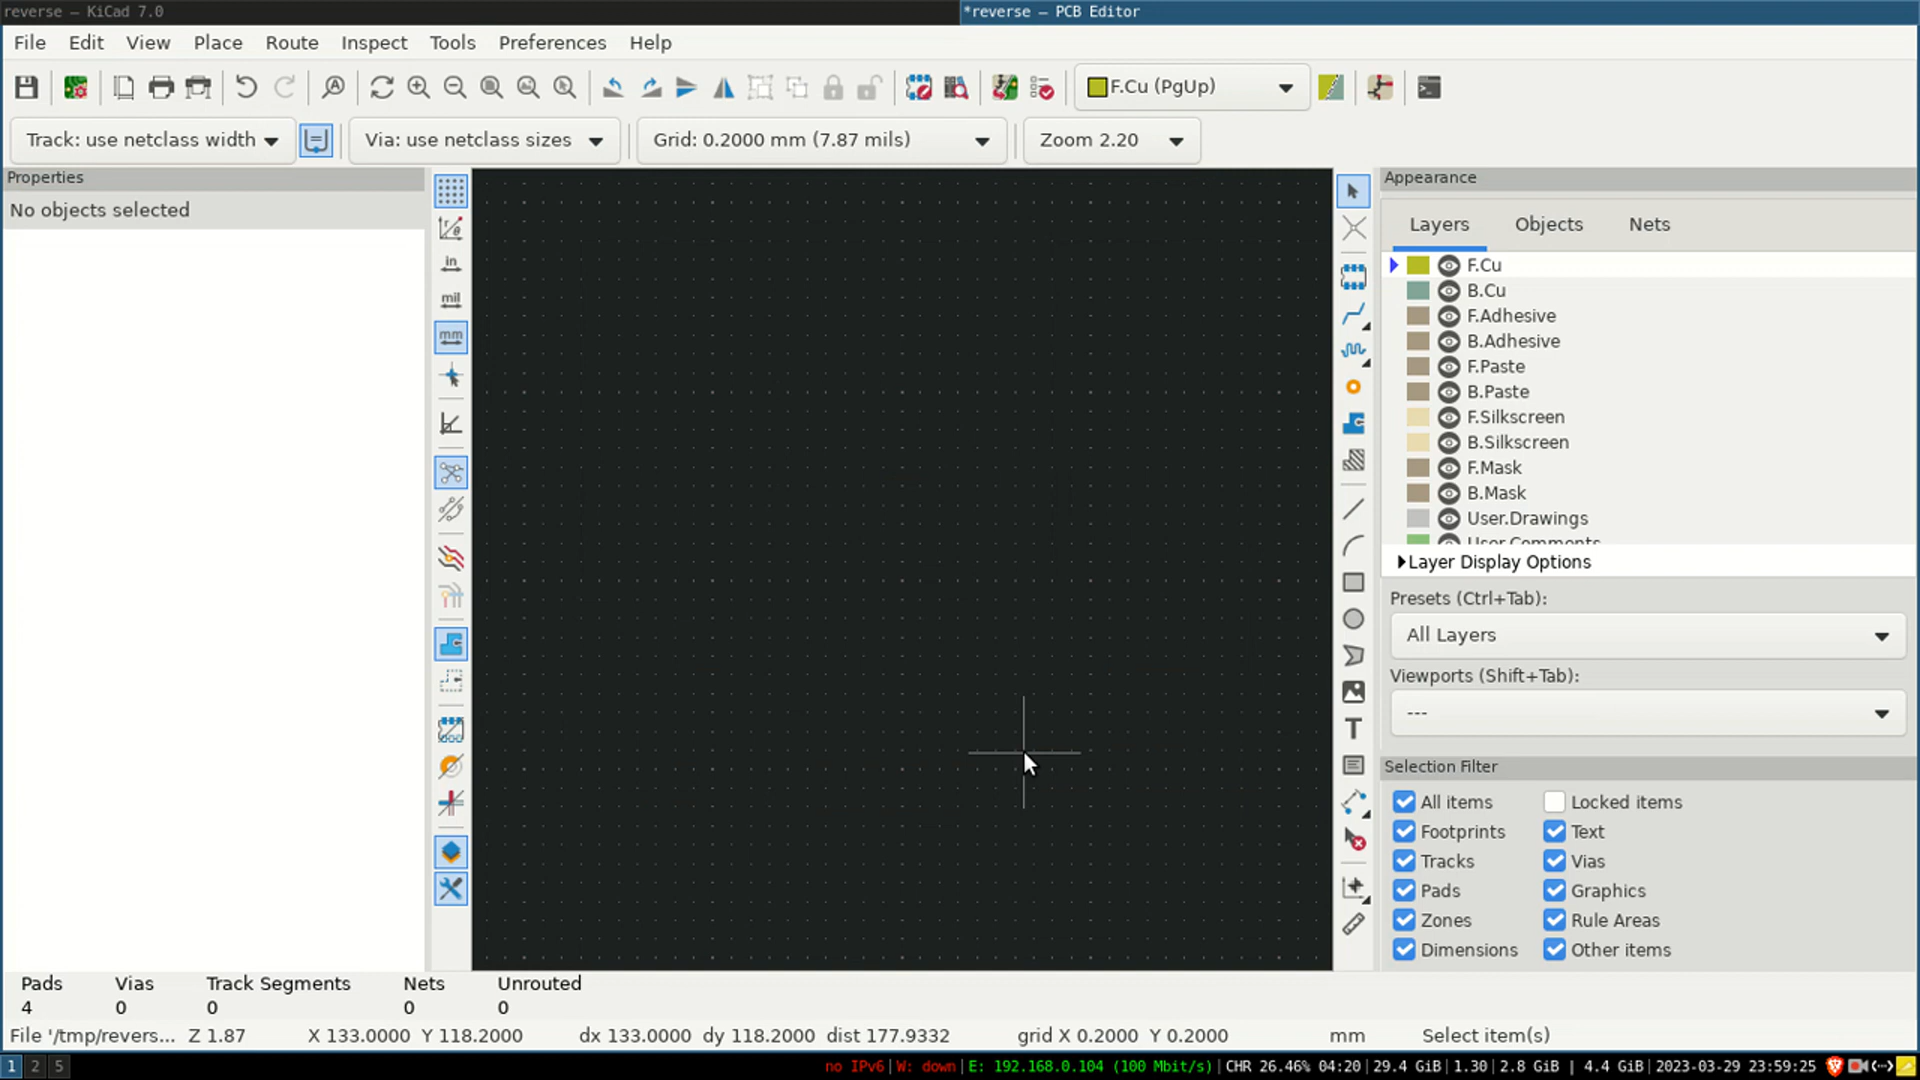 reverse — KiCad 7.0
*reverse — PCB Editor
File Edit View Place Route Inspect Tools Preferences Help
F.Cu (PgUp)
Track: use netclass width
Via: use netclass sizes
Grid: 0.2000 mm (7.87 mils)
Zoom 2.20
Properties
No objects selected
in
mil
mm
Appearance
Layers Objects Nets
F.Cu
B.Cu
F.Adhesive
B.Adhesive
F.Paste
B.Paste
F.Silkscreen
B.Silkscreen
F.Mask
B.Mask
User.Drawings
User.Comments
Layer Display Options
Presets (Ctrl+Tab):
All Layers
Viewports (Shift+Tab):
---
Selection Filter
All items Locked items
Footprints Text
Tracks Vias
Pads Graphics
Zones Rule Areas
Dimensions Other items
Pads Vias Track Segments Nets Unrouted
4 0 0 0 0
File '/tmp/revers... Z 1.87 X 133.0000 Y 118.2000 dx 133.0000 dy 118.2000 dist 177.9332 grid X 0.2000 Y 0.2000 mm Select item(s)
1 2 5 no IPv6|W: down|E: 192.168.0.104 (100 Mbit/s)|CHR 26.46% 04:20|29.4 GiB|1.30|2.8 GiB | 4.4 GiB|2023-03-29 23:59:25